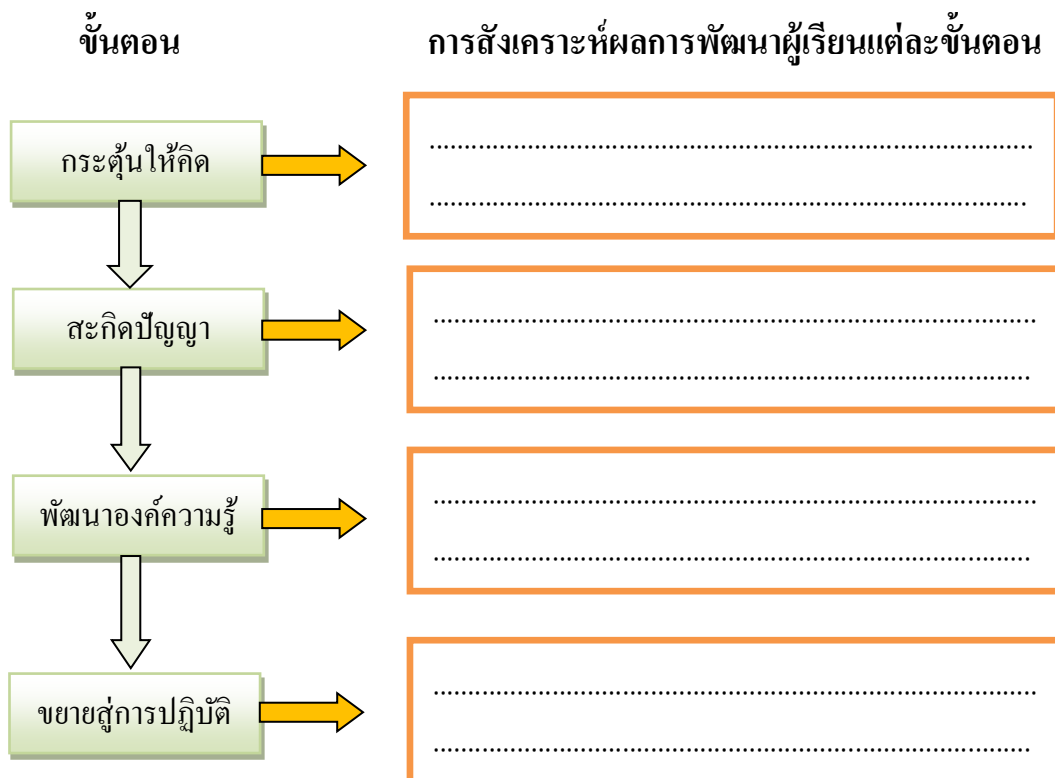 ขั้นตอน
การสังเคราะห์ผลการพัฒนาผู้เรียนแต่ละขั้นตอน
กระตุ้นให้คิด
....................................................................................
....................................................................................
สะกิดปัญญา
....................................................................................
....................................................................................
พัฒนาองค์ความรู้
....................................................................................
....................................................................................
ขยายสู่การปฏิบัติ
....................................................................................
....................................................................................